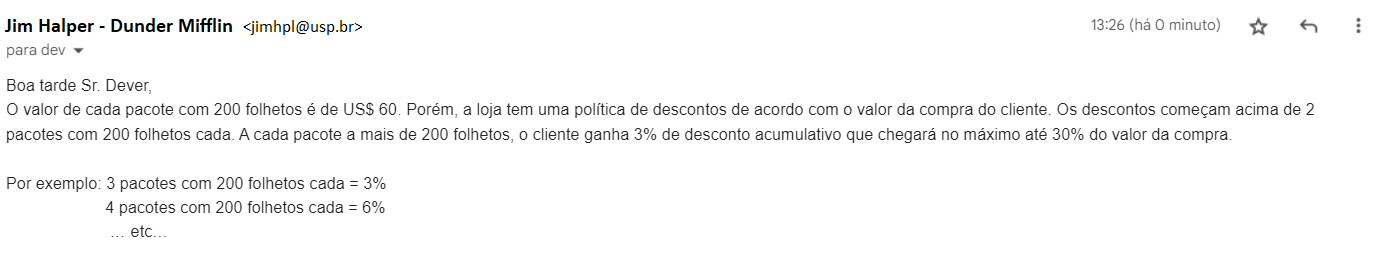 Jim Halper - Dunder Mifflin <jimhpl@usp.br> 13:26 (há 0 minuto)
para dev
Boa tarde Sr. Dever,
O valor de cada pacote com 200 folhetos é de US$ 60. Porém, a loja tem uma política de descontos de acordo com o valor da compra do cliente. Os descontos começam acima de 2
pacotes com 200 folhetos cada. A cada pacote a mais de 200 folhetos, o cliente ganha 3% de desconto acumulativo que chegará no máximo até 30% do valor da compra.
Por exemplo: 3 pacotes com 200 folhetos cada = 3%
4 pacotes com 200 folhetos cada = 6%
... etc...